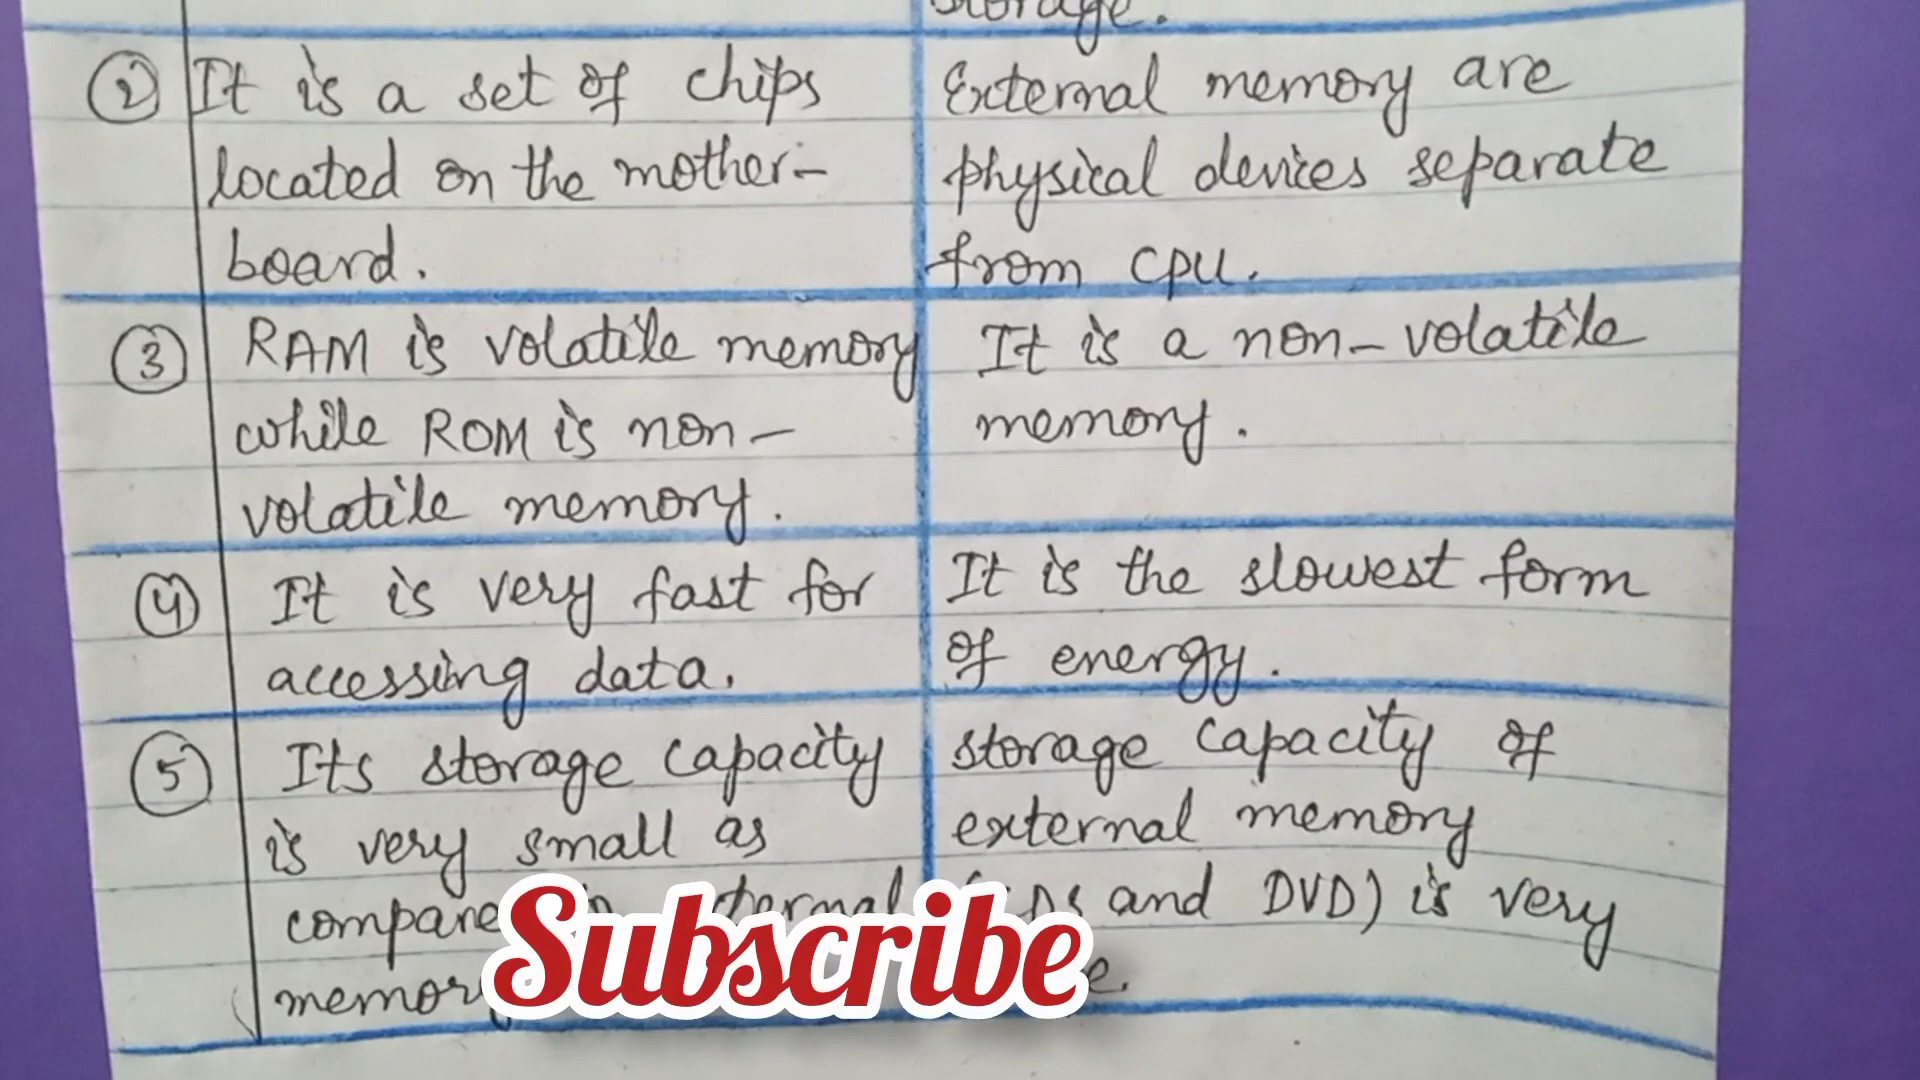 storage.
② It is a set of chips
located on the mother-
board.
External memory are
physical devices separate
from CPU.
③ RAM is volatile memory
while ROM is non-
volatile memory.
It is a non-volatile
memory.
④ It is very fast for
accessing data.
It is the slowest form
of energy.
⑤ Its storage capacity
is very small as
memory
storage capacity of
external memory
and DVD) is very
Subscribe